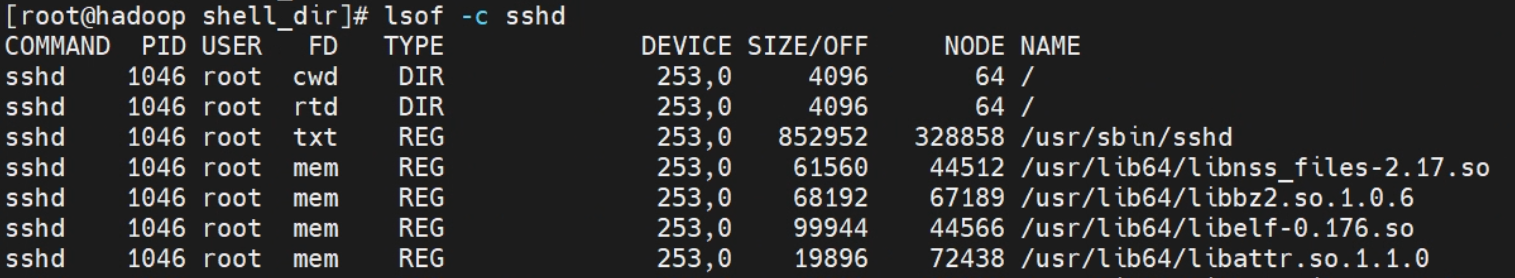 [root@hadoop shell_dir]# lsof -c sshd
COMMAND  PID USER   FD   TYPE             DEVICE SIZE/OFF     NODE NAME
sshd    1046 root  cwd    DIR              253,0     4096       64 /
sshd    1046 root  rtd    DIR              253,0     4096       64 /
sshd    1046 root  txt    REG              253,0   852952   328858 /usr/sbin/sshd
sshd    1046 root  mem    REG              253,0    61560    44512 /usr/lib64/libnss_files-2.17.so
sshd    1046 root  mem    REG              253,0    68192    67189 /usr/lib64/libbz2.so.1.0.6
sshd    1046 root  mem    REG              253,0    99944    44566 /usr/lib64/libelf-0.176.so
sshd    1046 root  mem    REG              253,0    19896    72438 /usr/lib64/libattr.so.1.1.0